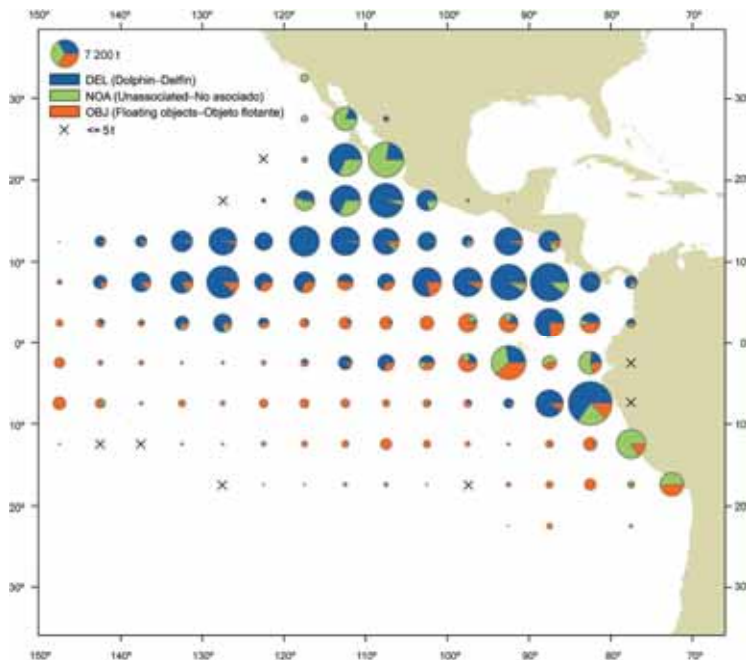 150° 140° 130° 120° 110° 100° 90° 80° 70°
7 200 t
DEL (Dolphin–Delfín)
30° NOA (Unassociated–No asociado) 30°
OBJ (Floating objects–Objeto flotante)
<= 5 t
20° 20°
10° 10°
0° 0°
10° 10°
20° 20°
30° 30°
150° 140° 130° 120° 110° 100° 90° 80° 70°